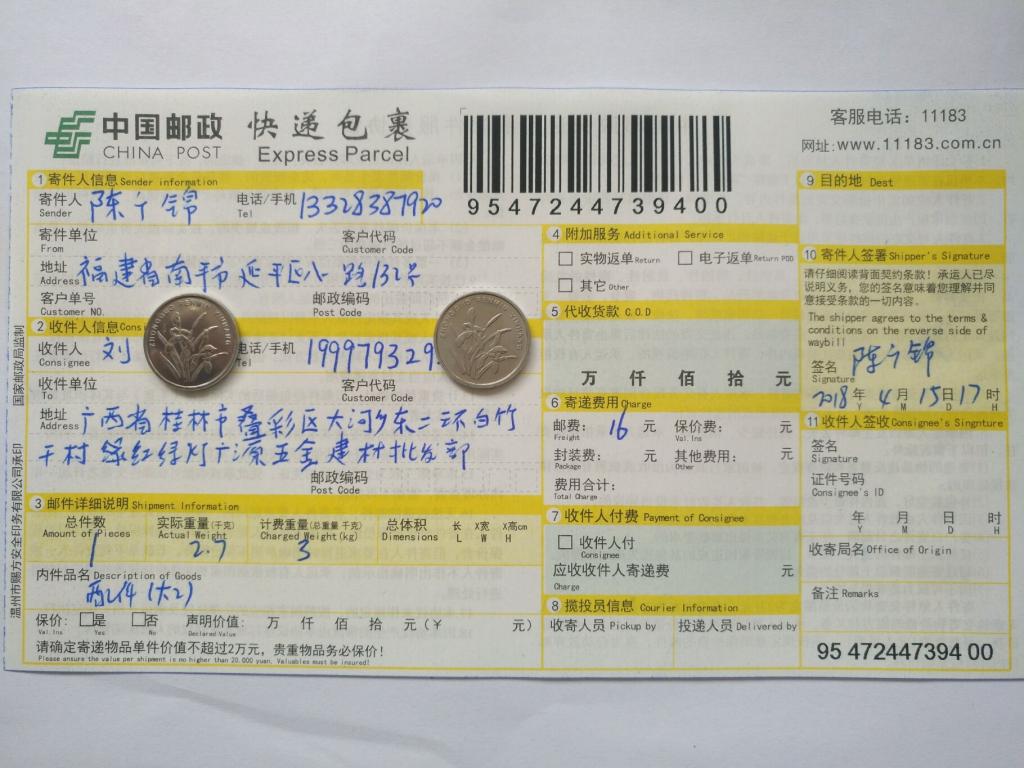 中国邮政 快递包裹
CHINA POST Express Parcel
9547244739400
客服电话：11183
网址：www.11183.com.cn
1 寄件人信息 Sender information
寄件人 陈个锦 电话/手机 13328387920
Sender Tel
寄件单位 客户代码
From Customer Code
地址 福建省南平市延平区八一路132号
Address
客户单号 邮政编码
Customer NO. Post Code
2 收件人信息 Consi
收件人 刘 电话/手机 199979329
Consignee Tel
收件单位 客户代码
To Customer Code
地址 广西省桂林市叠彩区大河乡东二环白竹
Address
干村绿红绿灯广源五金建材批发部
邮政编码
Post Code
3 邮件详细说明 Shipment Information
总件数 实际重量(千克) 计费重量(总重量 千克) 总体积 长 X宽 X高cm
Amount of Pieces Actual Weight Charged Weight(kg) Dimensions L W H
1 2.7 3
内件品名 Description of Goods
配件(大2)
保价： 是 否 声明价值： 万 仟 佰 拾 元(￥ 元)
Val.Ins Yes No Declared Value
请确定寄递物品单件价值不超过2万元，贵重物品务必保价！
Please ensure the value per shipment is no higher than 20,000 yuan. Valuables must be insured!
4 附加服务 Additional Service
实物返单 Return 电子返单 Return POD
其它 Other
5 代收货款 C.O.D
万 仟 佰 拾 元
6 寄递费用 Charge
邮费： 16 元 保价费： 元
Freight Val.Ins
封装费： 元 其他费用： 元
Package Other
费用合计： 元
Total Charge
7 收件人付费 Payment of Consignee
收件人付
Consignee
应收收件人寄递费 元
Charge
8 揽投员信息 Courier Information
收寄人员 Pickup by 投递人员 Delivered by
9 目的地 Dest
10 寄件人签署 Shipper's Signature
请仔细阅读背面契约条款！承运人已尽
说明义务，您的签名意味着您理解并同
意接受条款的一切内容。
The shipper agrees to the terms &
conditions on the reverse side of
waybill
签名 陈个锦
Signature
2018 年 4 月 15 日 17 时
Y M D H
11 收件人签收 Consignee's Singnture
签名
Signature
证件号码
Consignee's ID
年 月 日 时
Y M D H
收寄局名 Office of Origin
备注 Remarks
95 472447394 00
国家邮政局监制
温州市赐方安全印务有限公司承印